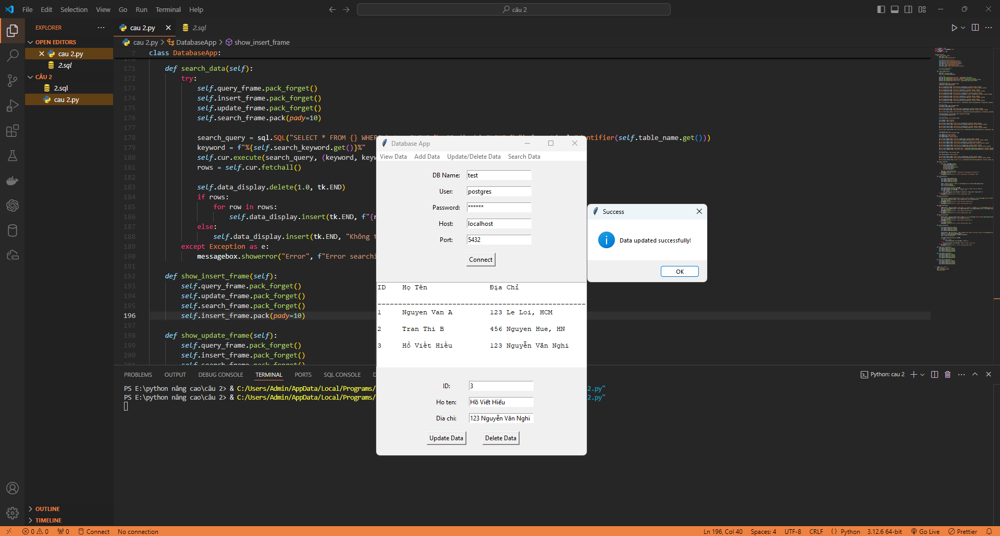 File Edit Selection View Go Run Terminal Help
câu 2
EXPLORER
OPEN EDITORS
cau 2.py
2.sql
CÂU 2
2.sql
cau 2.py
OUTLINE
TIMELINE
cau 2.py
2.sql
cau 2.py > DatabaseApp > show_insert_frame
7 class DatabaseApp:
170
171 def search_data(self):
172 try:
173 self.query_frame.pack_forget()
174 self.insert_frame.pack_forget()
175 self.update_frame.pack_forget()
176 self.search_frame.pack(pady=10)
177
178 search_query = sql.SQL("SELECT * FROM {} WHERE
entifier(self.table_name.get()))
179 keyword = f"%{self.search_keyword.get()}%"
180 self.cur.execute(search_query, (keyword, keyw
181 rows = self.cur.fetchall()
182
183 self.data_display.delete(1.0, tk.END)
184 if rows:
185 for row in rows:
186 self.data_display.insert(tk.END, f"{r
187 else:
188 self.data_display.insert(tk.END, "Không t
189 except Exception as e:
190 messagebox.showerror("Error", f"Error searchi
191
192 def show_insert_frame(self):
193 self.query_frame.pack_forget()
194 self.update_frame.pack_forget()
195 self.search_frame.pack_forget()
196 self.insert_frame.pack(pady=10)
197
198 def show_update_frame(self):
199 self.query_frame.pack_forget()
200 self.insert_frame.pack_forget()
201 self.search_frame.pack_forget()
Database App
View Data Add Data Update/Delete Data Search Data
DB Name: test
User: postgres
Password: ******
Host: localhost
Port: 5432
Connect
ID Họ Tên Địa Chỉ
--------------------------------------------------
1 Nguyen Van A 123 Le Loi, HCM
2 Tran Thi B 456 Nguyen Hue, HN
3 Hồ Viết Hiếu 123 Nguyễn Văn Nghi
ID: 3
Ho ten: Hồ Viết Hiếu
Dia chi: 123 Nguyễn Văn Nghi
Update Data Delete Data
Success
Data updated successfully!
OK
PROBLEMS OUTPUT DEBUG CONSOLE TERMINAL PORTS SQL CONSOLE D
Python: cau 2
PS E:\python nâng cao\câu 2> & C:/Users/Admin/AppData/Local/Programs/ 2.py"
PS E:\python nâng cao\câu 2> & C:/Users/Admin/AppData/Local/Programs/ 2.py"
0 0 0 Connect No connection
Ln 196, Col 40 Spaces: 4 UTF-8 CRLF {} Python 3.12.6 64-bit Go Live Prettier